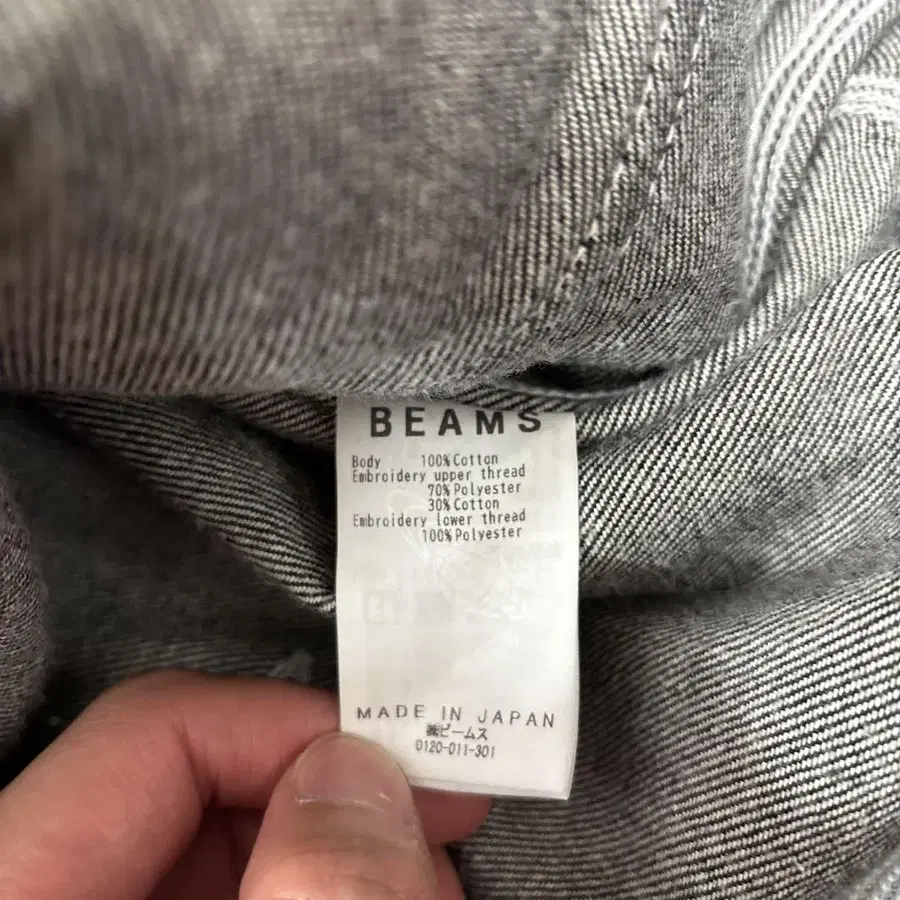 BEAMS
Body 100%Cotton
Embroidery upper thread
70%Polyester
30%Cotton
Embroidery lower thread
100%Polyester
MADE IN JAPAN
㈱ビームス
0120-011-301